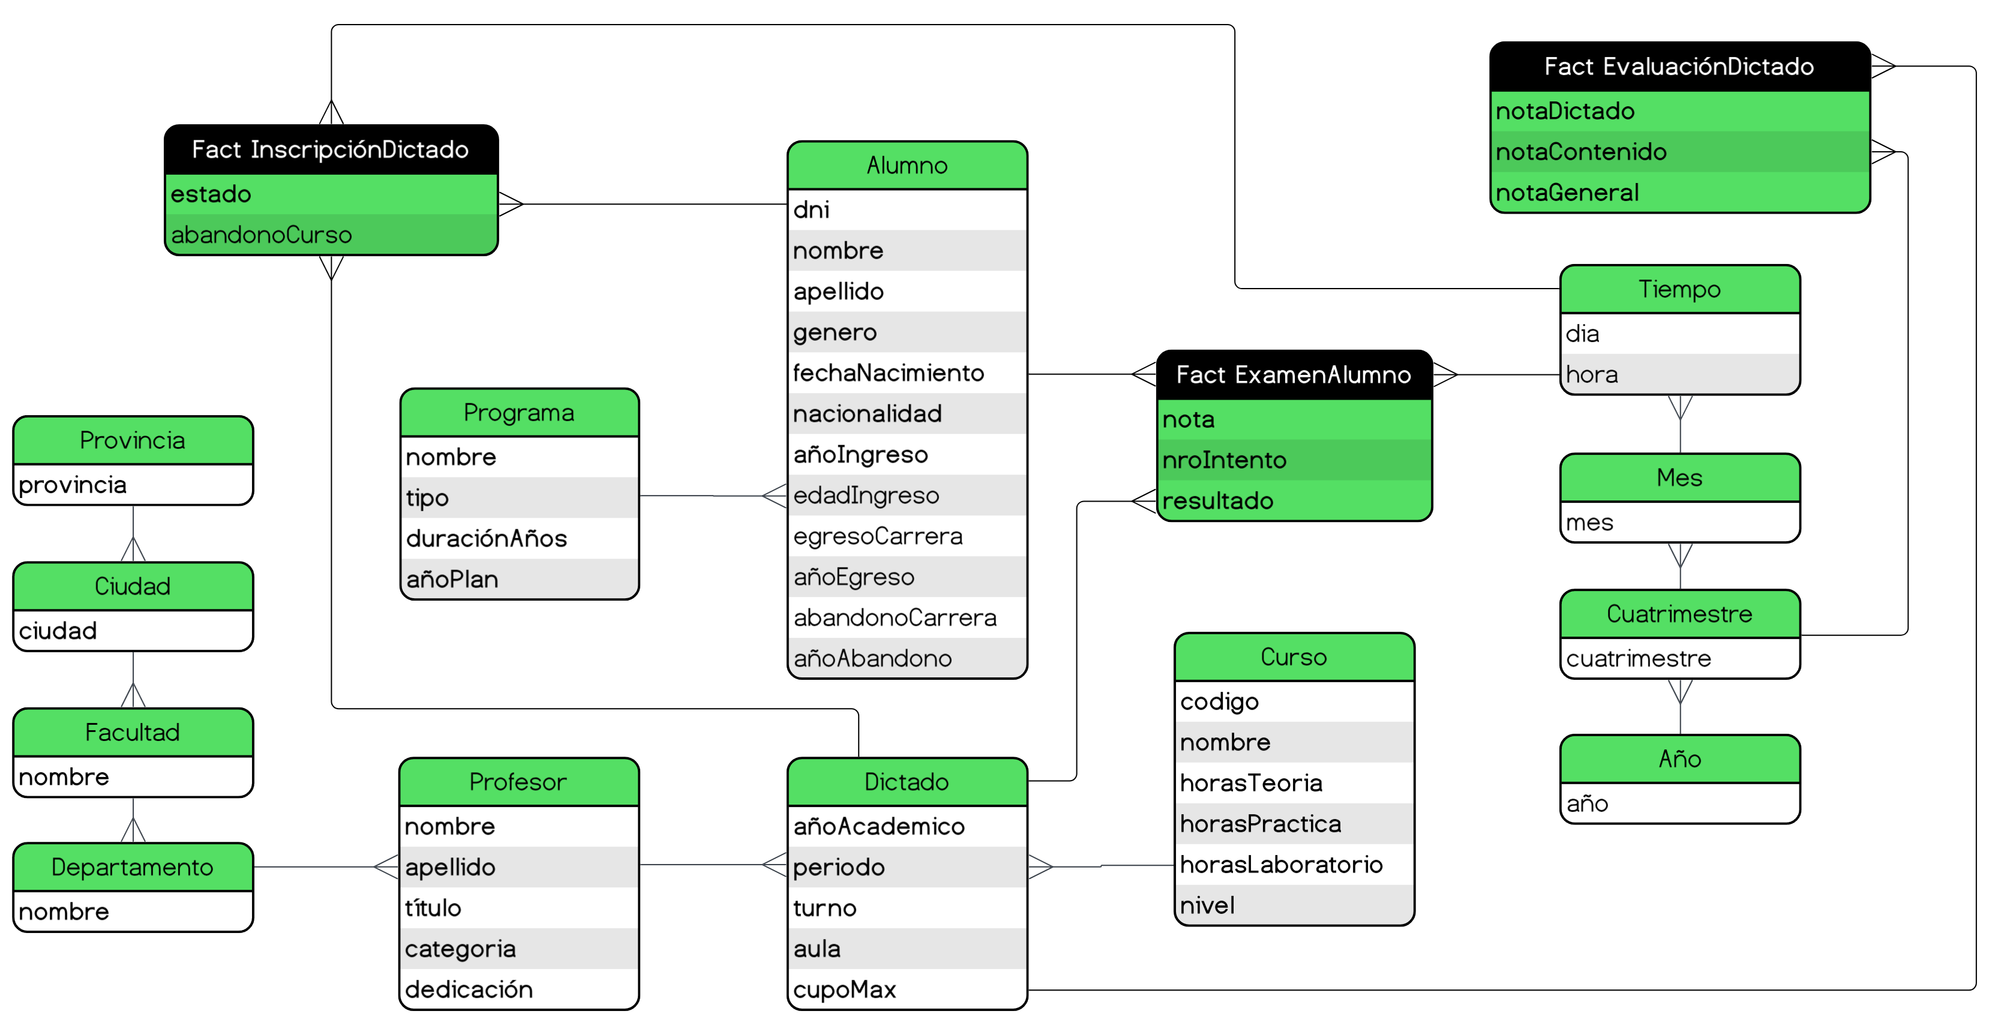 Fact InscripciónDictado
estado
abandonoCurso
Alumno
dni
nombre
apellido
genero
fechaNacimiento
nacionalidad
añoIngreso
edadIngreso
egresoCarrera
añoEgreso
abandonoCarrera
añoAbandono
Fact EvaluaciónDictado
notaDictado
notaContenido
notaGeneral
Tiempo
dia
hora
Fact ExamenAlumno
nota
nroIntento
resultado
Programa
nombre
tipo
duraciónAños
añoPlan
Provincia
provincia
Ciudad
ciudad
Facultad
nombre
Departamento
nombre
Profesor
nombre
apellido
título
categoria
dedicación
Dictado
añoAcademico
periodo
turno
aula
cupoMax
Curso
codigo
nombre
horasTeoria
horasPractica
horasLaboratorio
nivel
Mes
mes
Cuatrimestre
cuatrimestre
Año
año